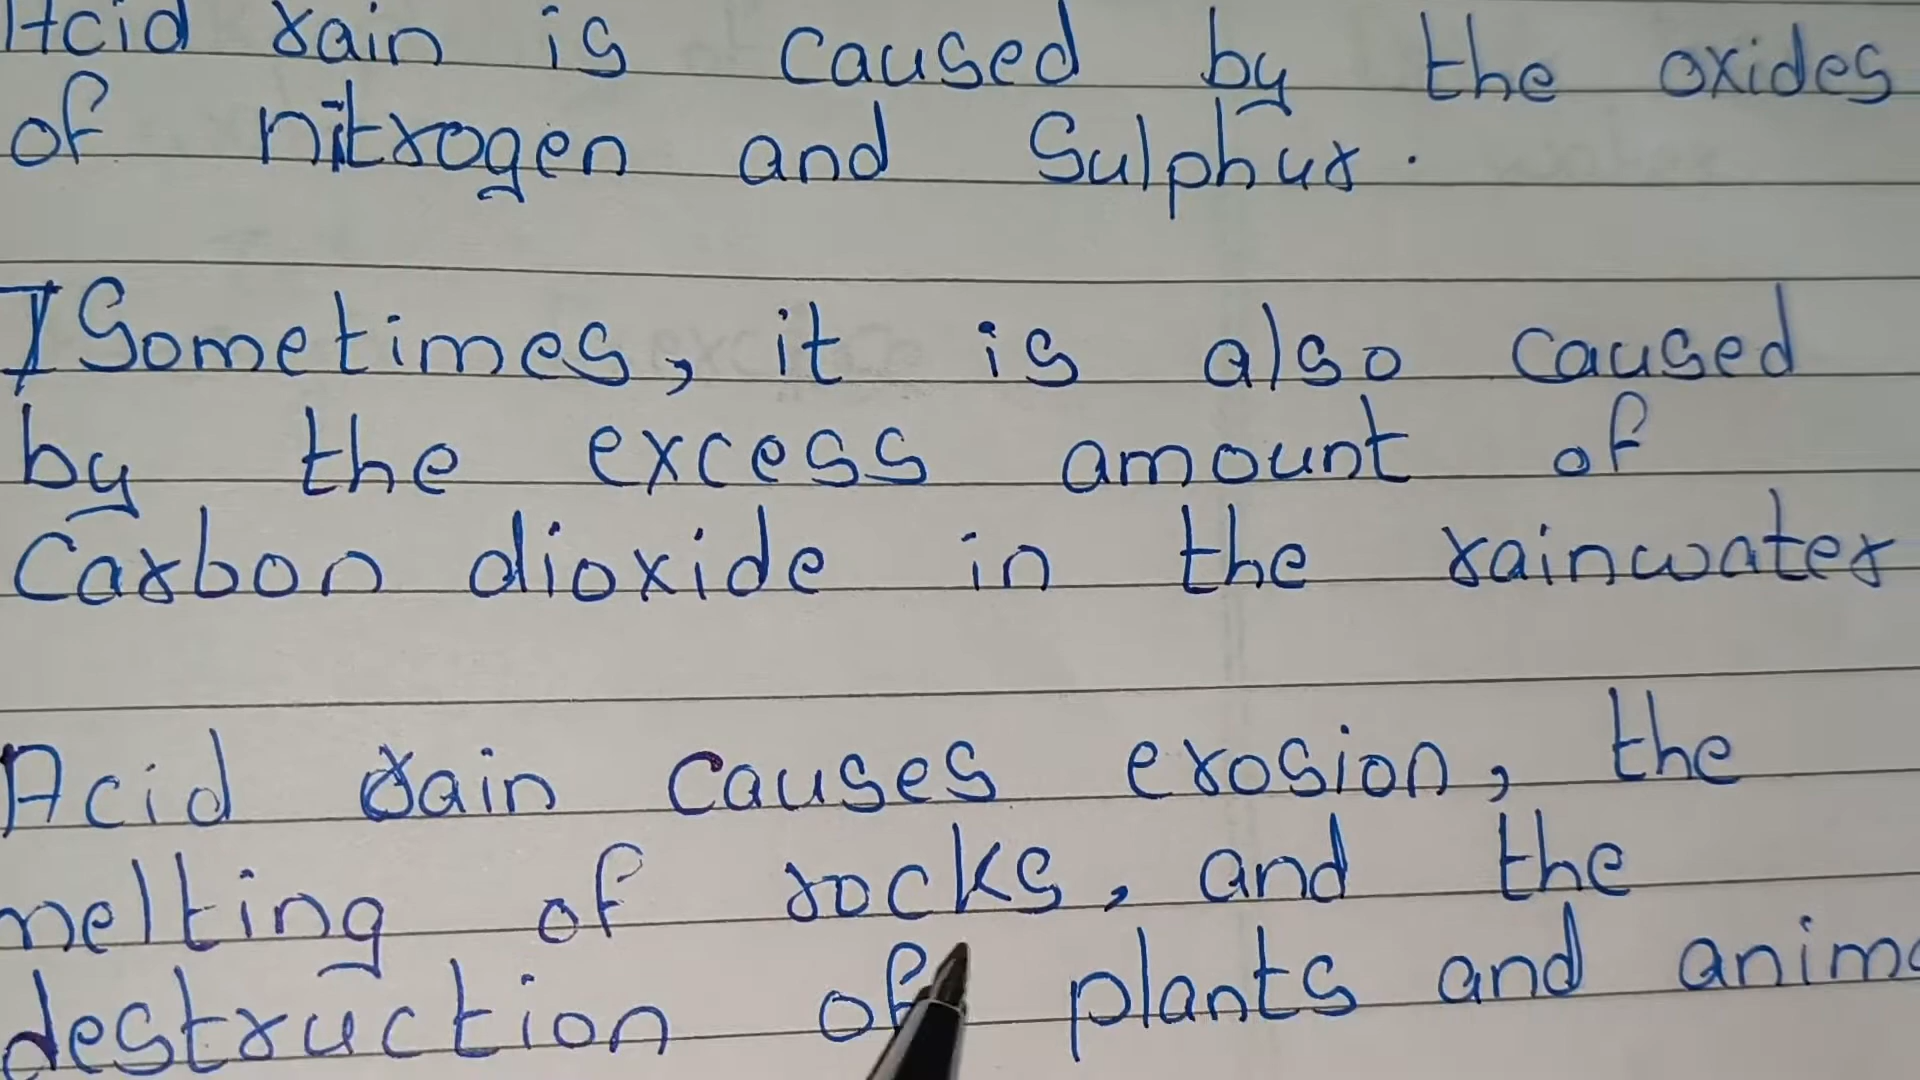 Acid rain is caused by the oxides
of nitrogen and Sulphur.
Sometimes, it is also caused
by the excess amount of
Carbon dioxide in the rainwater
Acid rain causes erosion, the
melting of rocks, and the
destruction of plants and anima